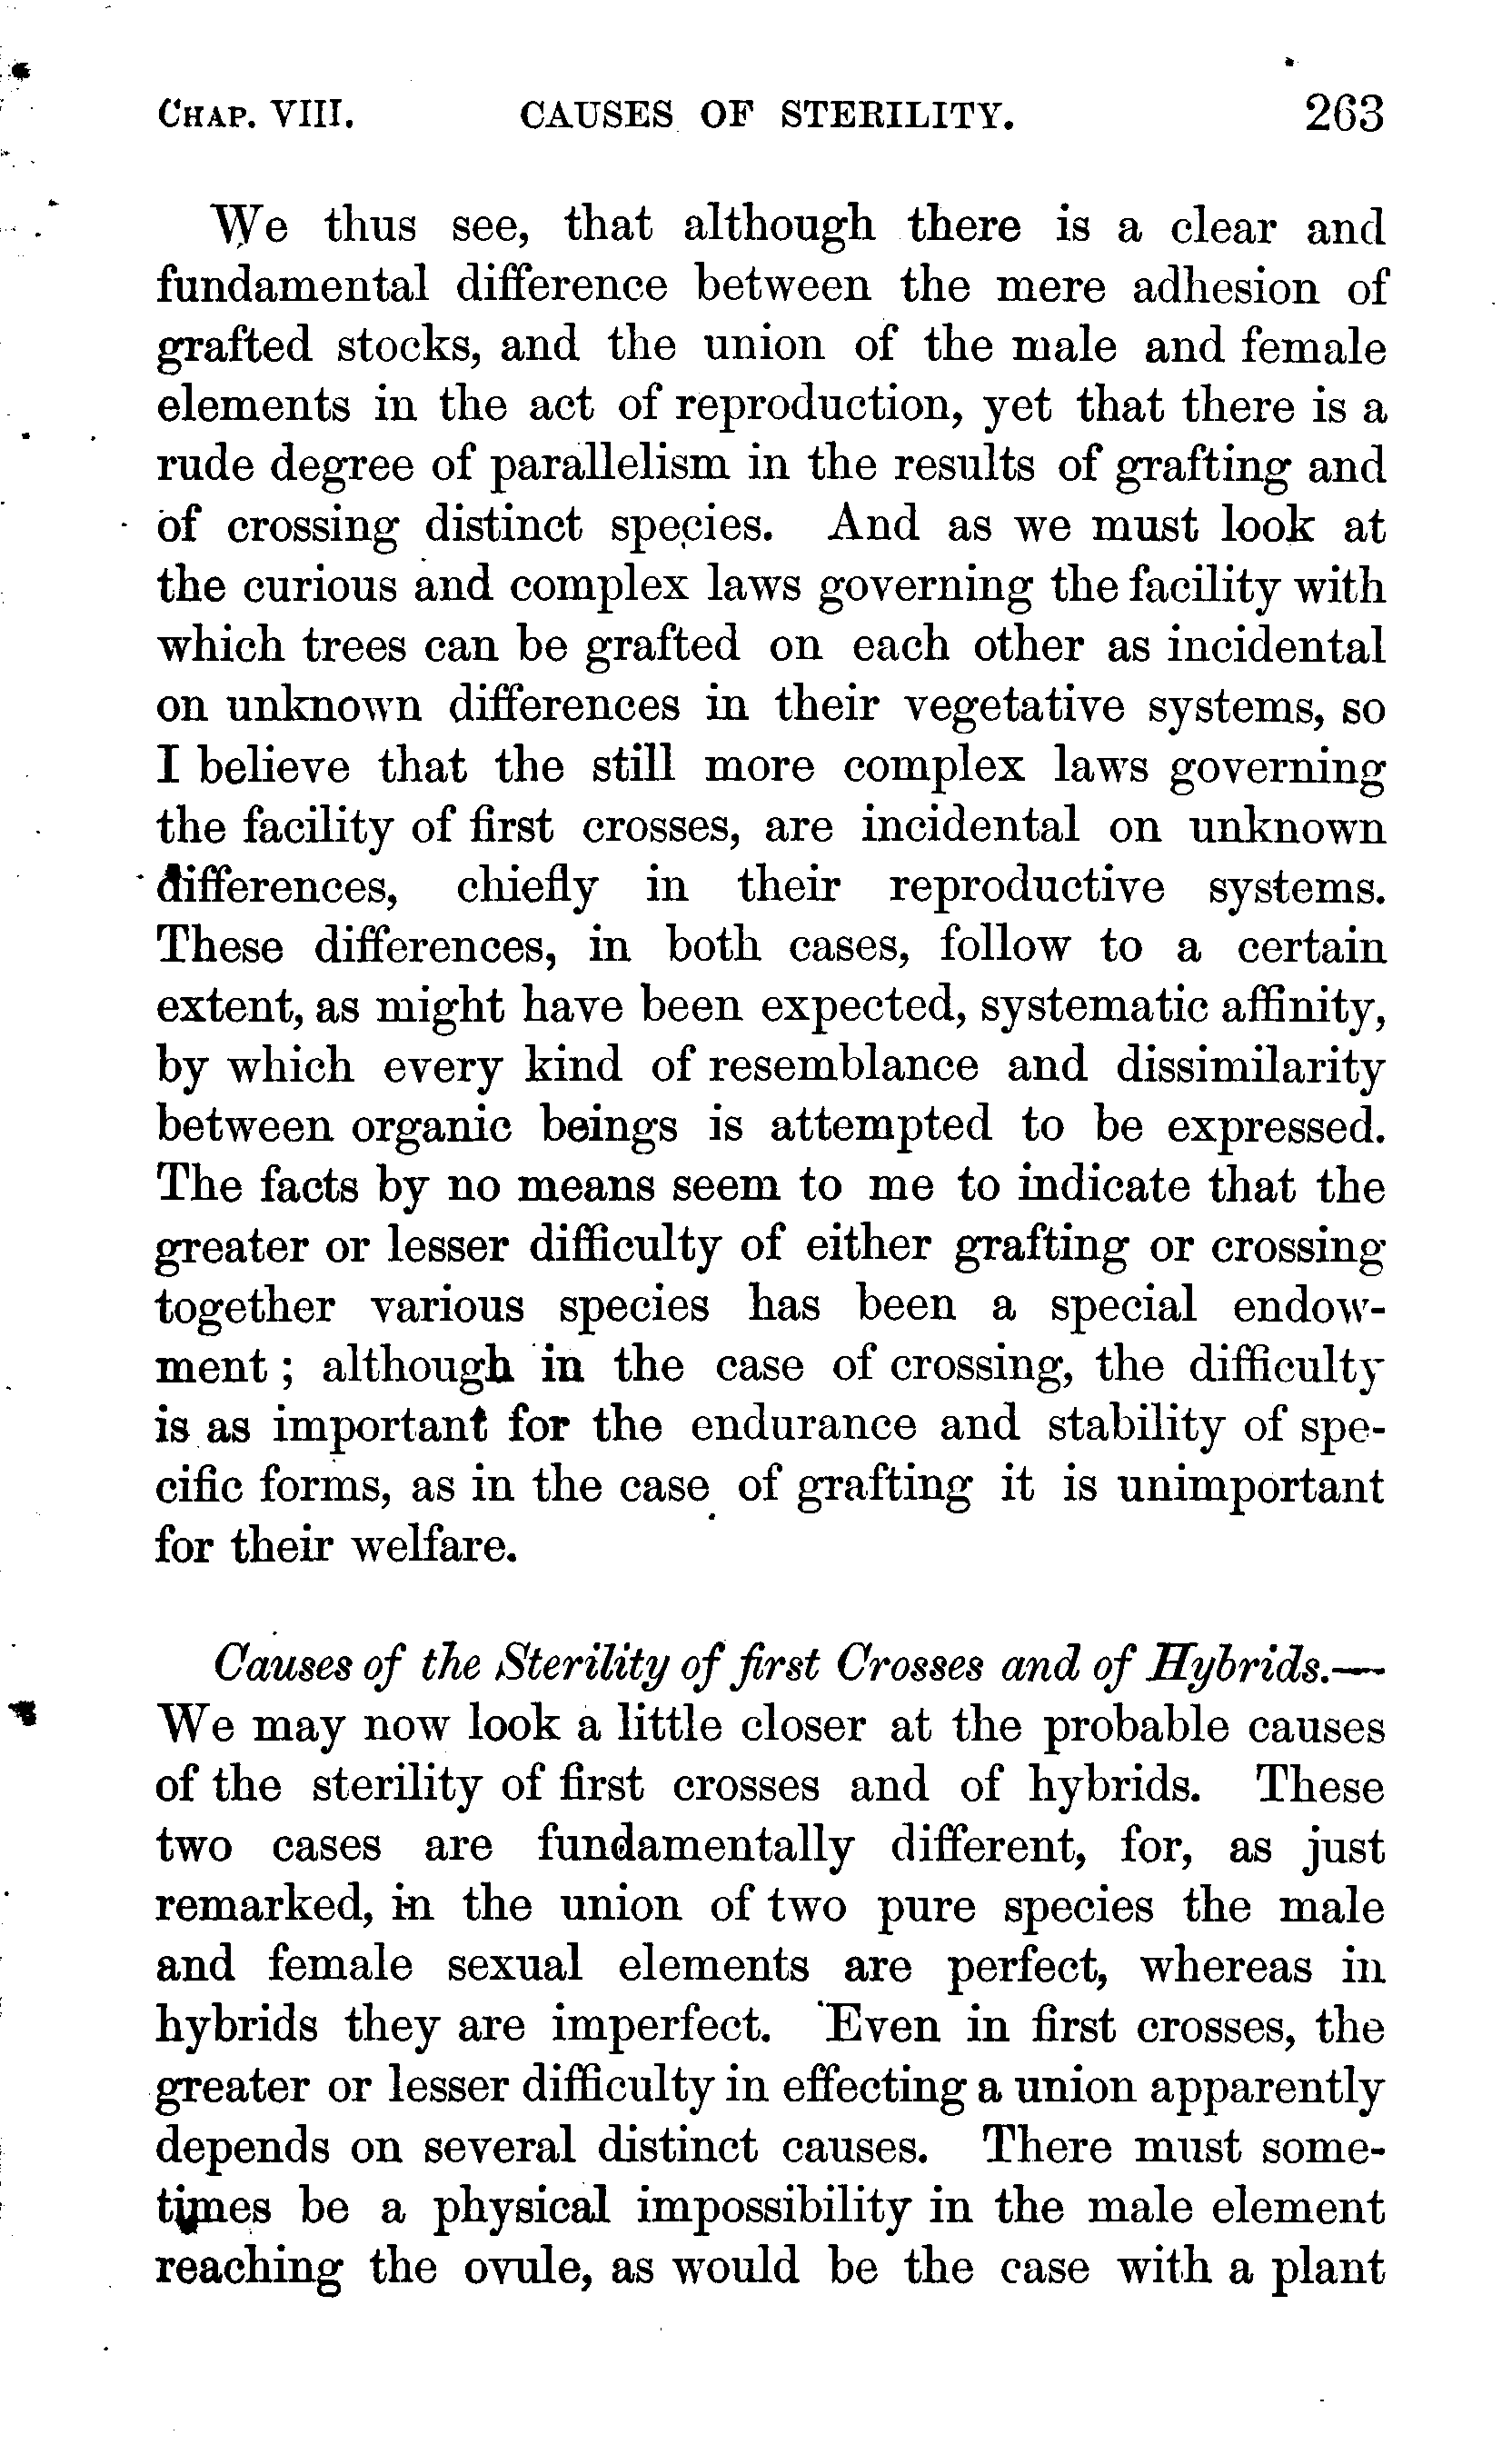 CHAP. VIII. CAUSES OF STERILITY. 263
We thus see, that although there is a clear and
fundamental difference between the mere adhesion of
grafted stocks, and the union of the male and female
elements in the act of reproduction, yet that there is a
rude degree of parallelism in the results of grafting and
of crossing distinct species. And as we must look at
the curious and complex laws governing the facility with
which trees can be grafted on each other as incidental
on unknown differences in their vegetative systems, so
I believe that the still more complex laws governing
the facility of first crosses, are incidental on unknown
differences, chiefly in their reproductive systems.
These differences, in both cases, follow to a certain
extent, as might have been expected, systematic affinity,
by which every kind of resemblance and dissimilarity
between organic beings is attempted to be expressed.
The facts by no means seem to me to indicate that the
greater or lesser difficulty of either grafting or crossing
together various species has been a special endow-
ment ; although in the case of crossing, the difficulty
is as important for the endurance and stability of spe-
cific forms, as in the case of grafting it is unimportant
for their welfare.
Causes of the Sterility of first Crosses and of Hybrids.—
We may now look a little closer at the probable causes
of the sterility of first crosses and of hybrids. These
two cases are fundamentally different, for, as just
remarked, in the union of two pure species the male
and female sexual elements are perfect, whereas in
hybrids they are imperfect. Even in first crosses, the
greater or lesser difficulty in effecting a union apparently
depends on several distinct causes. There must some-
times be a physical impossibility in the male element
reaching the ovule, as would be the case with a plant